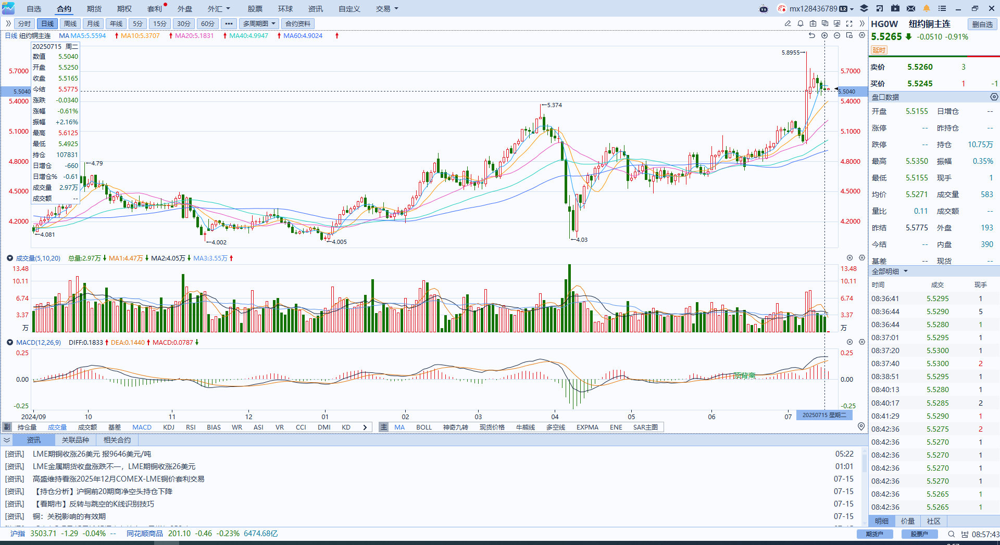 自选 合约 期货 期权 套利 外盘 外汇 股票 环球 资讯 自定义 交易 mx128436789 L2
分时 日线 周线 月线 年线 5分 15分 30分 60分 多周期图 合约资料
日线 纽约铜主连 MA MA5:5.5594 MA10:5.3707 MA20:5.1831 MA40:4.9947 MA60:4.9024
20250715 周二
数值 5.5040
开盘 5.5250
收盘 5.5165
今结 5.5775
涨跌 -0.0340
涨幅 -0.61%
振幅 +2.16%
最高 5.6125
最低 5.4925
持仓 107831
日增仓 -660
日增仓% -0.61
成交量 2.97万
成交额 --
5.7000
5.5040
5.4000
5.1000
4.8000
4.5000
4.2000
4.79
4.081
4.002
4.005
5.374
4.03
5.8955
5.7000
5.5040
5.4000
5.1000
4.8000
4.5000
4.2000
成交量(5,10,20) 总量:2.97万 MA1:4.47万 MA2:4.05万 MA3:3.55万
13.48
10.11
6.74
3.37
万
13.48
10.11
6.74
3.37
万
MACD(12,26,9) DIFF:0.1833 DEA:0.1440 MACD:0.0787
0.25
0.00
-0.25
顶背离
0.25
0.00
-0.25
2024/09 10 11 12 01 02 03 04 05 06 07 20250715 星期二
副 持仓量 成交量 成交额 基差 MACD KDJ RSI BIAS WR ASI VR CCI DMI KD 主 MA BOLL 神奇九转 现货价格 牛熊线 多空线 EXPMA ENE SAR主图
资讯 关联品种 相关合约
[资讯] LME期铜收涨26美元 报9646美元/吨 05:22
[资讯] LME金属期货收盘涨跌不一，LME期铜收涨26美元 01:01
[资讯] 高盛维持看涨2025年12月COMEX-LME铜价套利交易 07-15
[资讯] 【持仓分析】沪铜前20期商净空头持仓下降 07-15
[资讯] 【看期市】反转与跳空的K线识别技巧 07-15
[资讯] 铜：关税影响的有效期 07-15
HG0W 纽约铜主连 删自选
5.5265 -0.0510 -0.91%
延时
卖价 5.5260 3
买价 5.5245 1 -1
盘口数据
开盘 5.5155 日增仓 --
涨停 -- 昨持仓 --
跌停 -- 持仓 10.75万
最高 5.5350 振幅 0.35%
最低 5.5155 现手 1
均价 5.5271 成交量 583
量比 0.11 成交额 --
昨结 5.5775 外盘 193
今结 -- 内盘 390
基差 -- 现货 --
全部明细
时间 成交 现手
08:36:41 5.5295 1
08:36:44 5.5290 5
08:36:44 5.5280 1
08:37:01 5.5295 1
08:37:20 5.5300 1
08:37:40 5.5300 2
08:38:51 5.5295 1
08:40:13 5.5280 1
08:40:17 5.5285 2
08:41:29 5.5290 1
08:42:36 5.5275 2
08:42:36 5.5270 1
08:42:36 5.5270 1
08:42:36 5.5270 1
08:42:36 5.5270 1
08:42:36 5.5265 1
08:42:36 5.5265 1
明细 价量 社区
沪指 3503.71 -1.29 -0.04% -- 同花顺商品 201.10 -0.46 -0.23% 6474.68亿 期货户 股票户 08:57:43